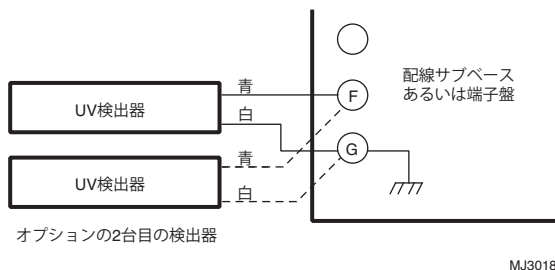 青
白
UV検出器
青
白
UV検出器
オプションの2台目の検出器
F
G
配線サブベース
あるいは端子盤
MJ3018